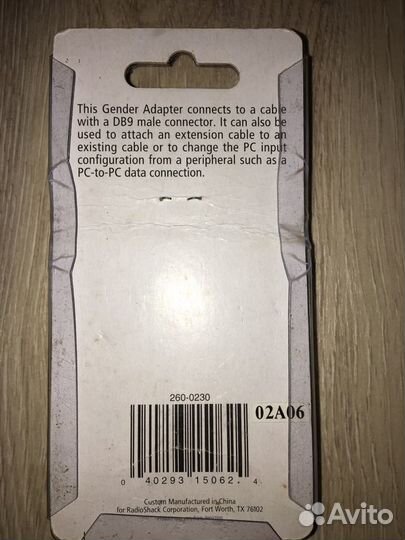 This Gender Adapter connects to a cable
with a DB9 male connector. It can also be
used to attach an extension cable to an
existing cable or to change the PC input
configuration from a peripheral such as a
PC-to-PC data connection.
260-0230
02A06
0 40293 15062 4
Custom Manufactured in China
for RadioShack Corporation, Fort Worth, TX 76102
Avito